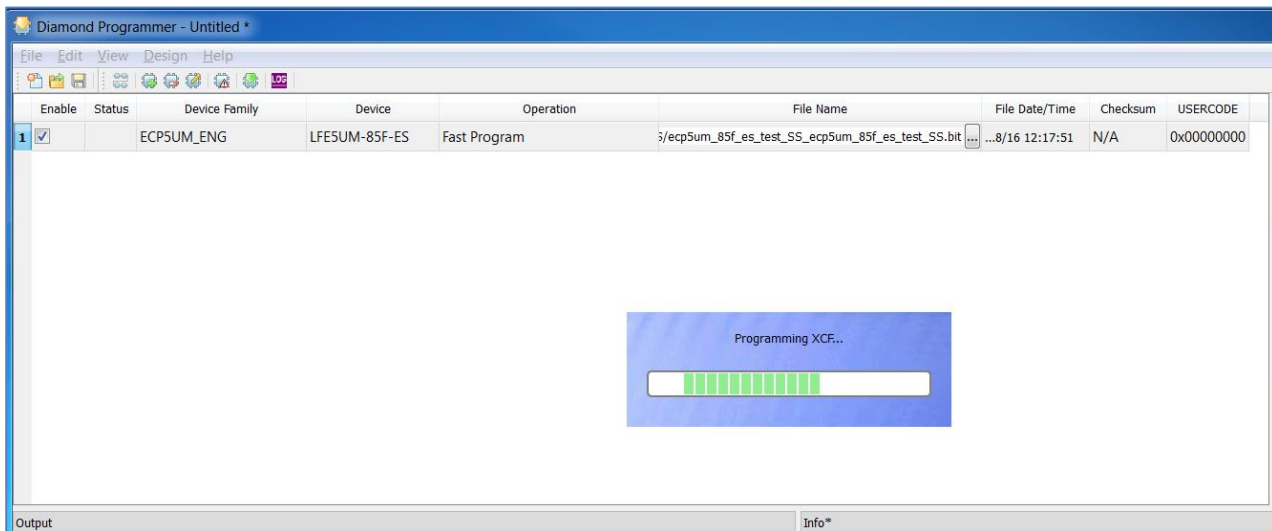 Diamond Programmer - Untitled *
File Edit View Design Help
LOG
Enable Status Device Family Device Operation File Name File Date/Time Checksum USERCODE
1 ECP5UM_ENG LFE5UM-85F-ES Fast Program 5/ecp5um_85f_es_test_SS_ecp5um_85f_es_test_SS.bit ... ...8/16 12:17:51 N/A 0x00000000
Programming XCF...
Output Info*